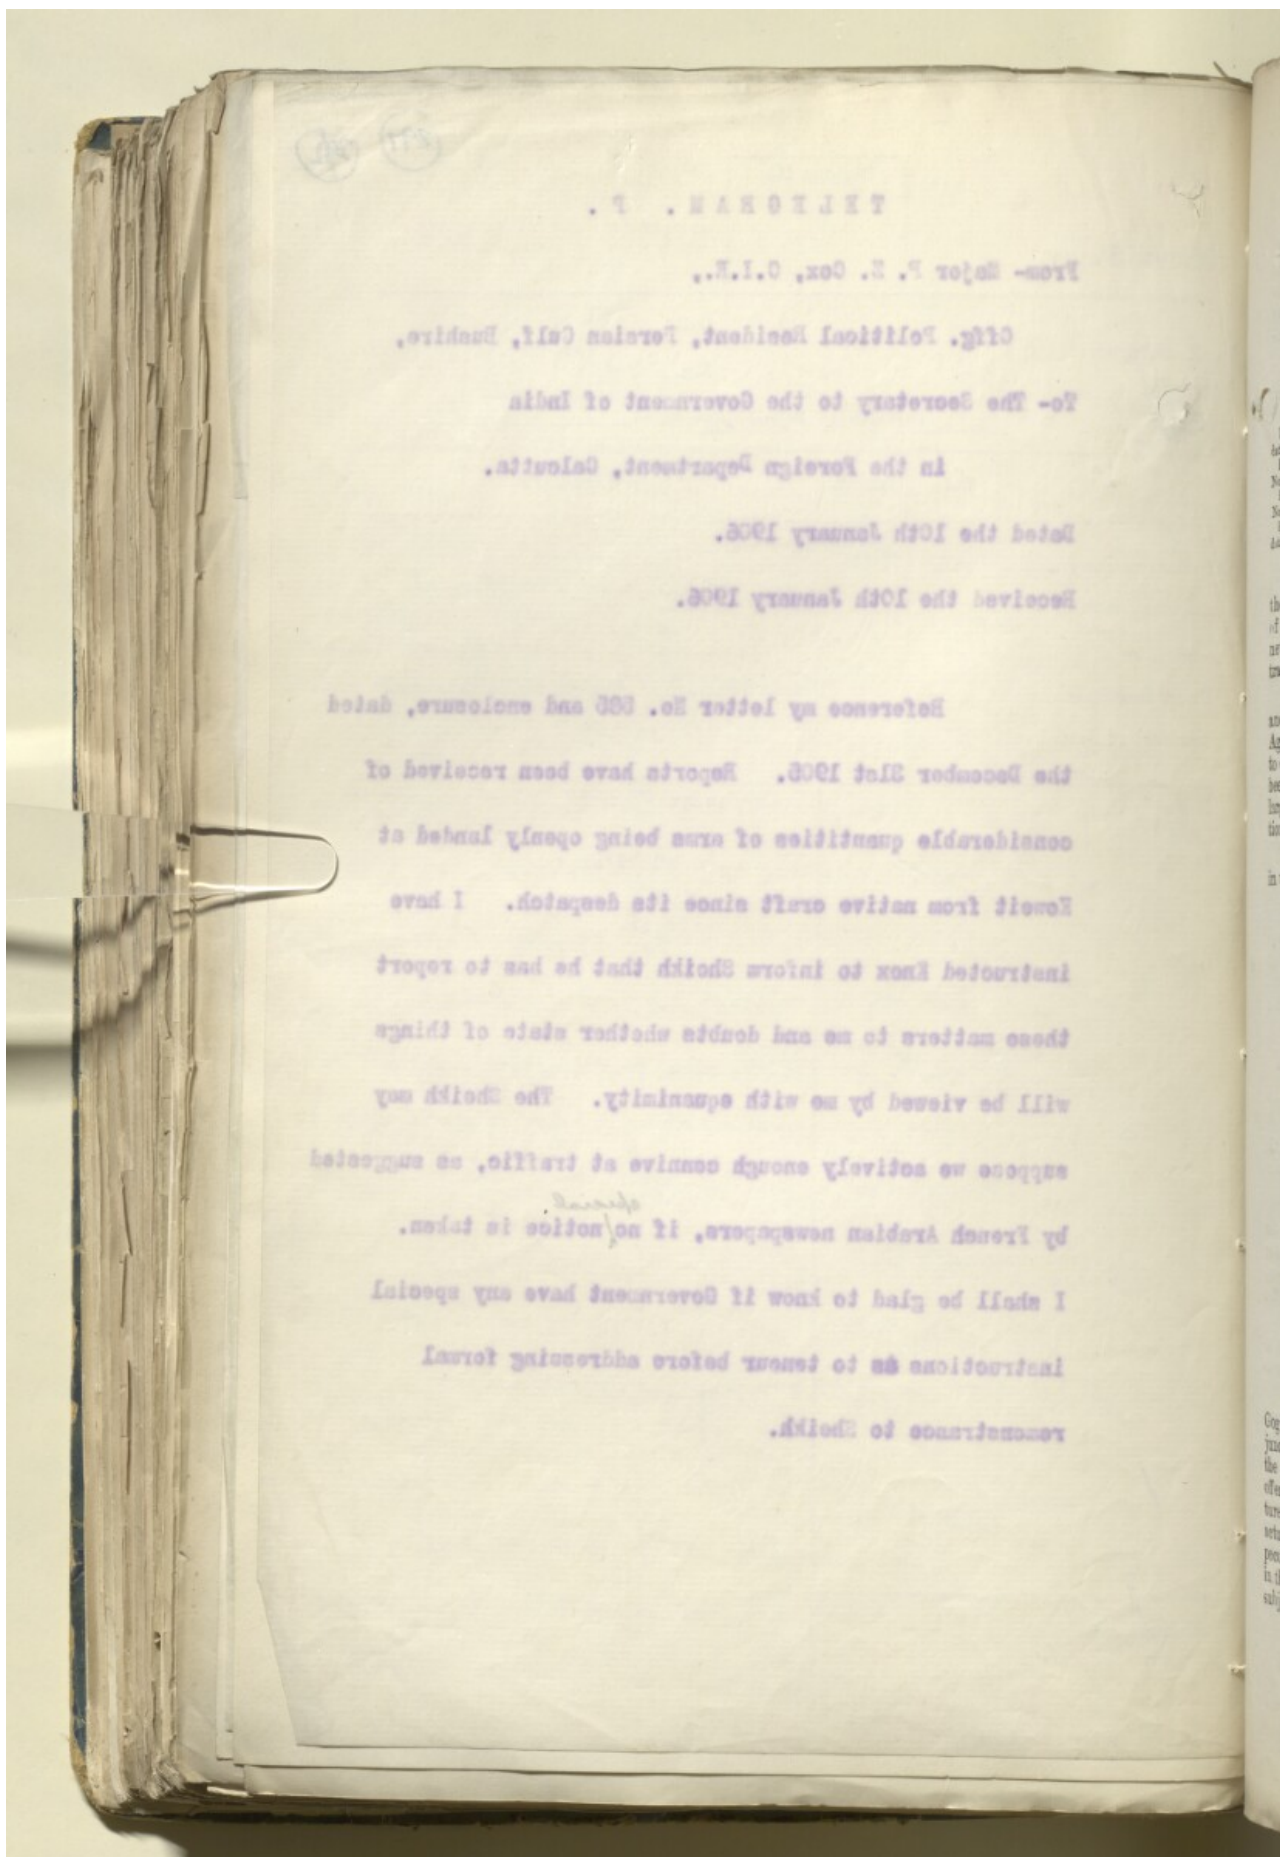 TELEGRAM. P.
From- Major P. Z. Cox, C.I.E.,
Offg. Political Resident, Persian Gulf, Bushire,
To- The Secretary to the Government of India
in the Foreign Department, Calcutta.
Dated the 10th January 1906.
Received the 10th January 1906.
Reference my letter No. and enclosure, dated
the December 31st 1905. Reports have been received of
considerable quantities of arms being openly landed at
Koweit from native craft since its despatch. I have
instructed Knox to inform Sheikh that he has to report
these matters to me and doubts whether state of things
will be viewed by me with equanimity. The Sheikh may
suppose we actively enough connive at traffic, as suggested
special
by French Arabian newspapers, if no/notice is taken.
I shall be glad to know if Government have any special
instructions as to tenour before addressing formal
remonstrance to Sheikh.